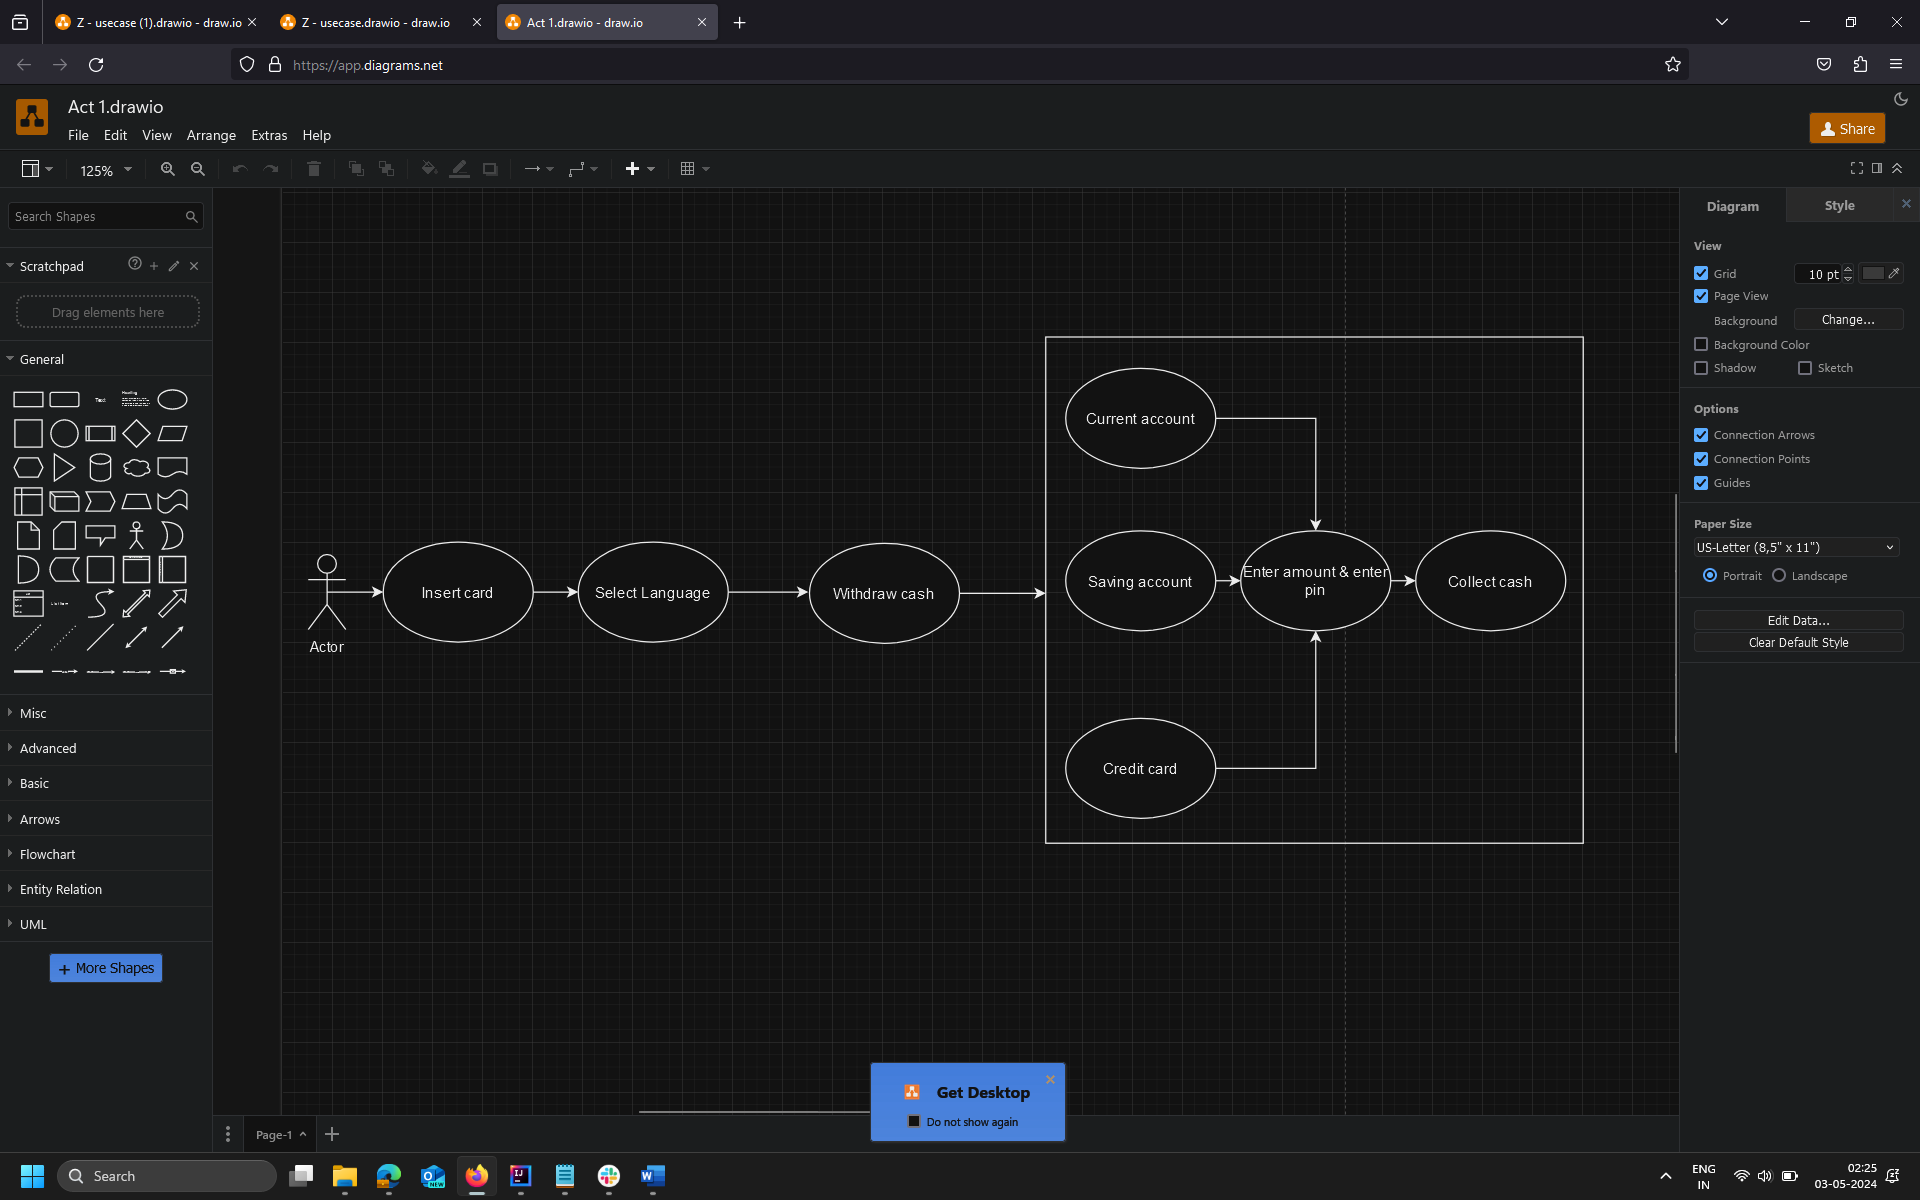 Z - usecase (1).drawio - draw.io
Z - usecase.drawio - draw.io
Act 1.drawio - draw.io
https://app.diagrams.net
Act 1.drawio
File Edit View Arrange Extras Help
Share
125%
Search Shapes
Scratchpad
Drag elements here
General
Text
Heading
Misc
Advanced
Basic
Arrows
Flowchart
Entity Relation
UML
+ More Shapes
Actor
Insert card
Select Language
Withdraw cash
Current account
Saving account
Enter amount & enter
pin
Collect cash
Credit card
Diagram Style
View
Grid 10 pt
Page View
Background Change...
Background Color
Shadow Sketch
Options
Connection Arrows
Connection Points
Guides
Paper Size
US-Letter (8,5" x 11")
Portrait Landscape
Edit Data...
Clear Default Style
Get Desktop
Do not show again
Page-1
Search
ENG
IN
02:25
03-05-2024